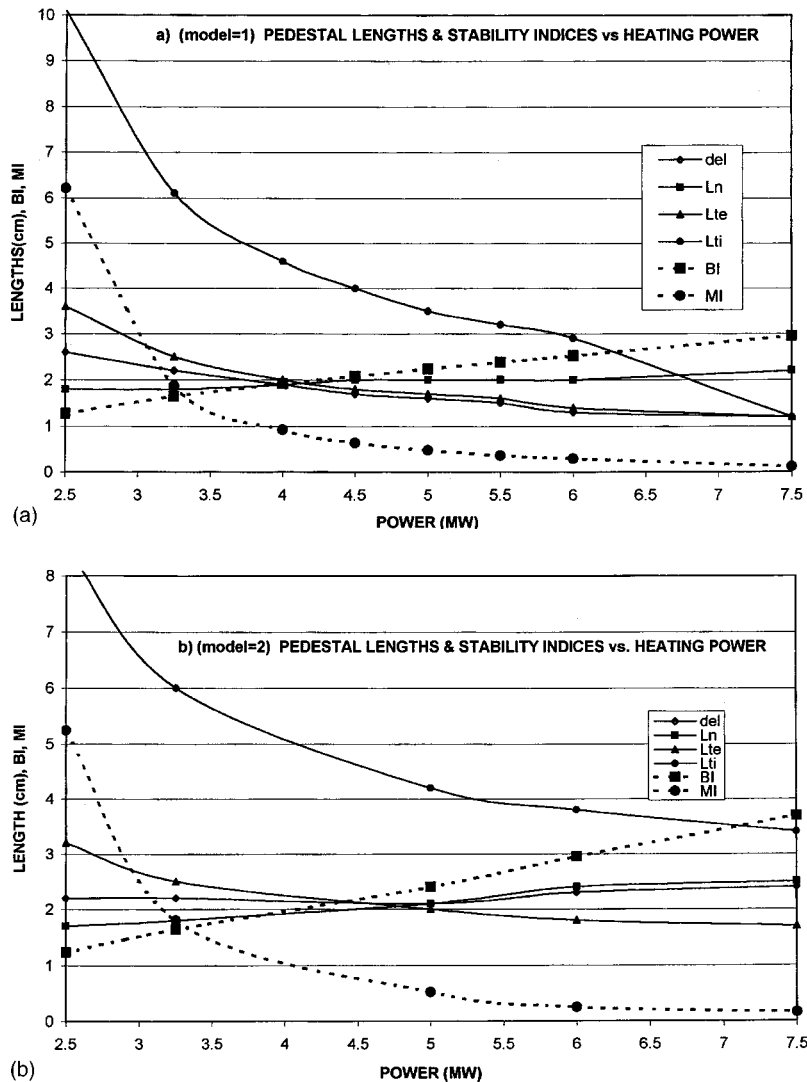 a) (model=1) PEDESTAL LENGTHS & STABILITY INDICES vs HEATING POWER
10
9
8
7
6
5
4
3
2
1
0
LENGTHS(cm), BI, MI
del
Ln
Lte
Lti
BI
MI
2.5 3 3.5 4 4.5 5 5.5 6 6.5 7 7.5
POWER (MW)
(a)
b) (model=2) PEDESTAL LENGTHS & STABILITY INDICES vs. HEATING POWER
8
7
6
5
4
3
2
1
0
LENGTH (cm), BI, MI
del
Ln
Lte
Lti
BI
MI
2.5 3 3.5 4 4.5 5 5.5 6 6.5 7 7.5
POWER (MW)
(b)